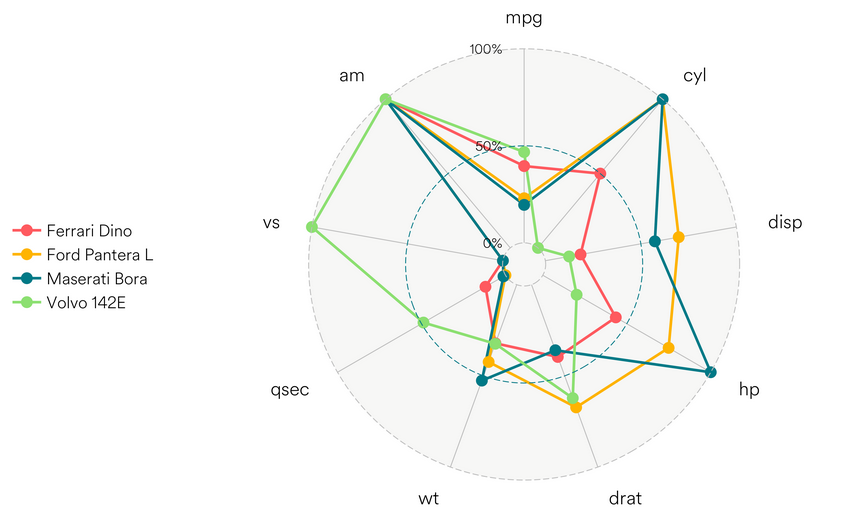 mpg
100%
am
cyl
50%
vs
disp
Ferrari Dino
0%
Ford Pantera L
Maserati Bora
Volvo 142E
qsec
hp
wt
drat